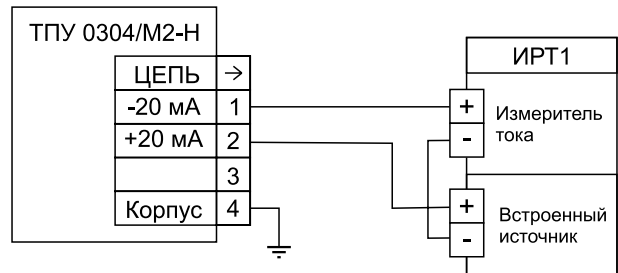 ТПУ 0304/М2-Н
ЦЕПЬ →
-20 мА 1
+20 мА 2
3
Корпус 4
ИРТ1
+ Измеритель
- тока
+ Встроенный
- источник